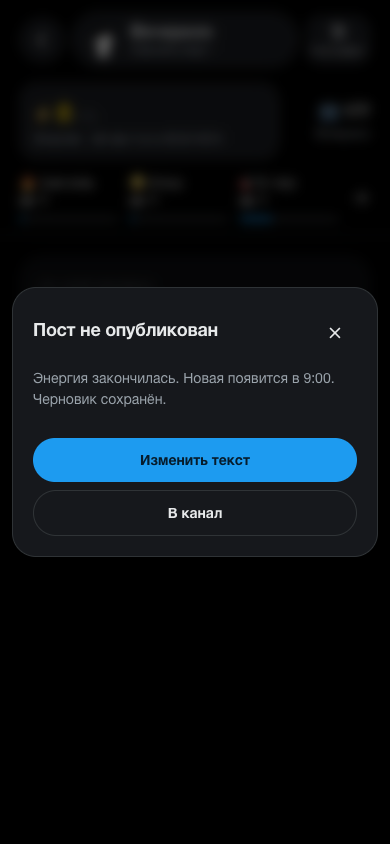 Пост не опубликован
Энергия закончилась. Новая появится в 9:00.
Черновик сохранён.
Изменить текст
В канал